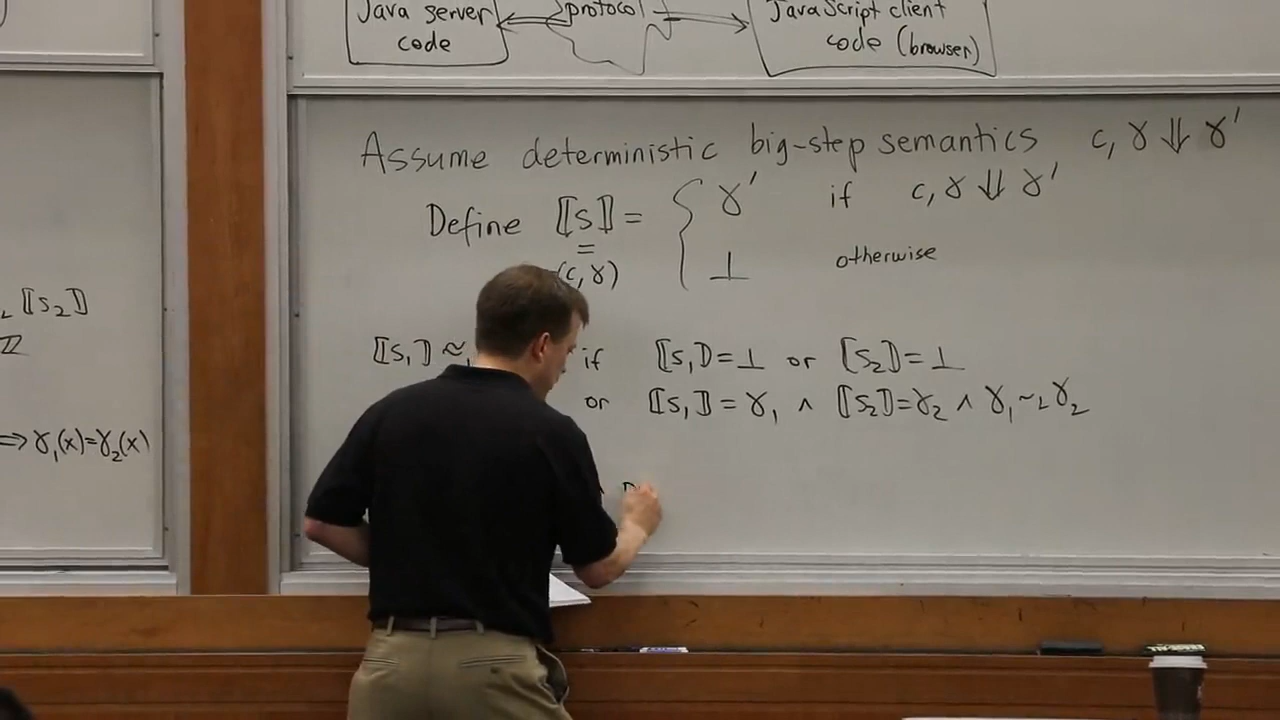 Java server protocol JavaScript client
code code (browser)
Assume deterministic big-step semantics c, γ ⇓ γ'
Define ⟦s⟧ = { γ' if c, γ ⇓ γ'
= (c, γ)
⊥ otherwise
⟦s₂⟧
⟦s₁⟧ ≈ if ⟦s₁⟧=⊥ or ⟦s₂⟧=⊥
or ⟦s₁⟧ = γ₁ ∧ ⟦s₂⟧=γ₂ ∧ γ₁ ~L γ₂
⇒ γ₁(x)=γ₂(x)